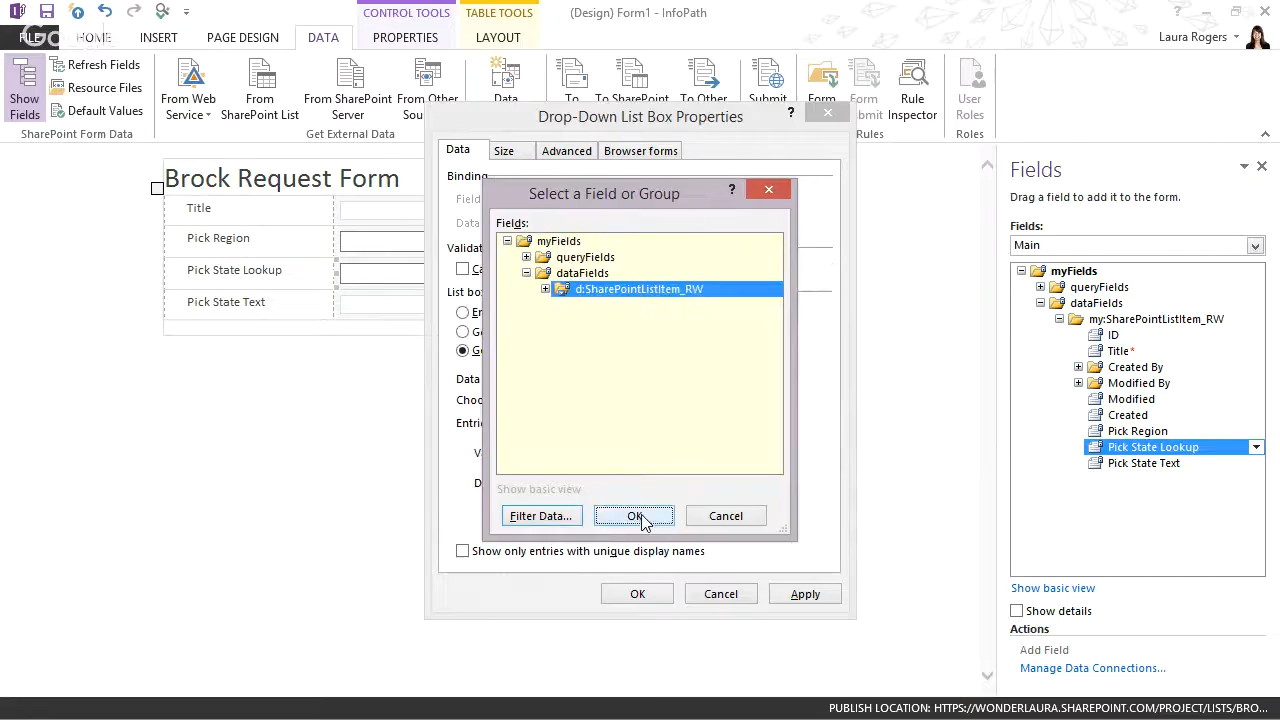 CONTROL TOOLS TABLE TOOLS (Design) Form1 - InfoPath ?
FILE HOME INSERT PAGE DESIGN DATA PROPERTIES LAYOUT Laura Rogers
Show Fields
Refresh Fields
Resource Files
Default Values
SharePoint Form Data
From Web Service
From SharePoint List
From SharePoint Server
From Other
Get External Data
Data
To
To SharePoint
To Other
Submit
Form
Form
Rule Inspector
Rules
User Roles
Roles
Brock Request Form
Title
Pick Region
Pick State Lookup
Pick State Text
Drop-Down List Box Properties ?
Data Size Advanced Browser forms
Binding
Field
Data
List box
Data
Select a Field or Group ?
Fields:
myFields
queryFields
dataFields
d:SharePointListItem_RW
Show basic view
Filter Data... OK Cancel
Show only entries with unique display names
OK Cancel Apply
Fields
Drag a field to add it to the form.
Fields:
Main
myFields
queryFields
dataFields
my:SharePointListItem_RW
ID
Title*
Created By
Modified By
Modified
Created
Pick Region
Pick State Lookup
Pick State Text
Show basic view
Show details
Actions
Add Field
Manage Data Connections...
PUBLISH LOCATION: HTTPS://WONDERLAURA.SHAREPOINT.COM/PROJECT/LISTS/BRO...